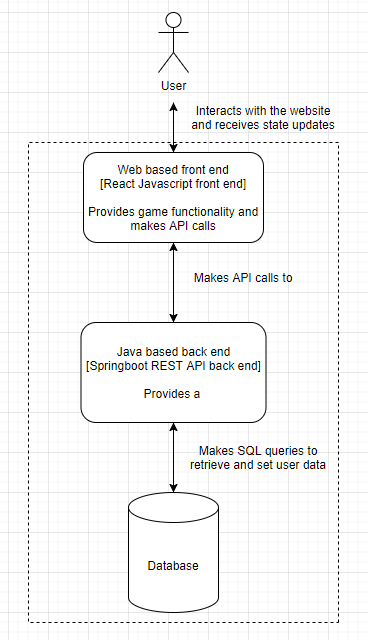 User
Interacts with the website
and receives state updates
Web based front end
[React Javascript front end]
Provides game functionality and
makes API calls
Makes API calls to
Java based back end
[Springboot REST API back end]
Provides a
Makes SQL queries to
retrieve and set user data
Database